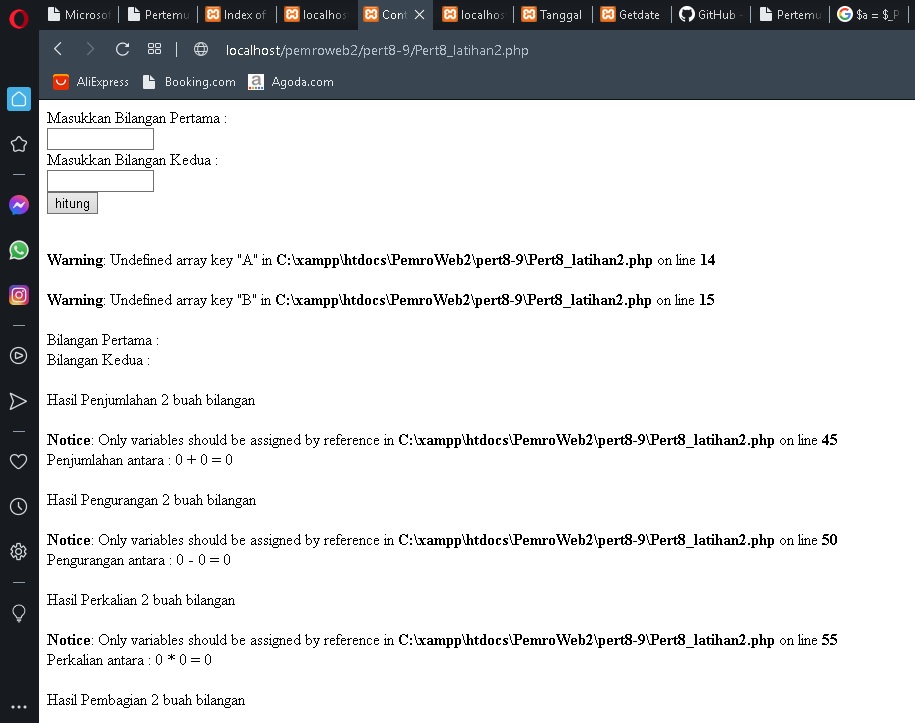 Microsof
Pertemu
Index of
localhos
Cont
localhos
Tanggal
Getdate
GitHub -
Pertemu
$a = $_P
localhost/pemroweb2/pert8-9/Pert8_latihan2.php
AliExpress
Booking.com
Agoda.com
Masukkan Bilangan Pertama :
Masukkan Bilangan Kedua :
hitung
Warning: Undefined array key "A" in C:\xampp\htdocs\PemroWeb2\pert8-9\Pert8_latihan2.php on line 14
Warning: Undefined array key "B" in C:\xampp\htdocs\PemroWeb2\pert8-9\Pert8_latihan2.php on line 15
Bilangan Pertama :
Bilangan Kedua :
Hasil Penjumlahan 2 buah bilangan
Notice: Only variables should be assigned by reference in C:\xampp\htdocs\PemroWeb2\pert8-9\Pert8_latihan2.php on line 45
Penjumlahan antara : 0 + 0 = 0
Hasil Pengurangan 2 buah bilangan
Notice: Only variables should be assigned by reference in C:\xampp\htdocs\PemroWeb2\pert8-9\Pert8_latihan2.php on line 50
Pengurangan antara : 0 - 0 = 0
Hasil Perkalian 2 buah bilangan
Notice: Only variables should be assigned by reference in C:\xampp\htdocs\PemroWeb2\pert8-9\Pert8_latihan2.php on line 55
Perkalian antara : 0 * 0 = 0
Hasil Pembagian 2 buah bilangan